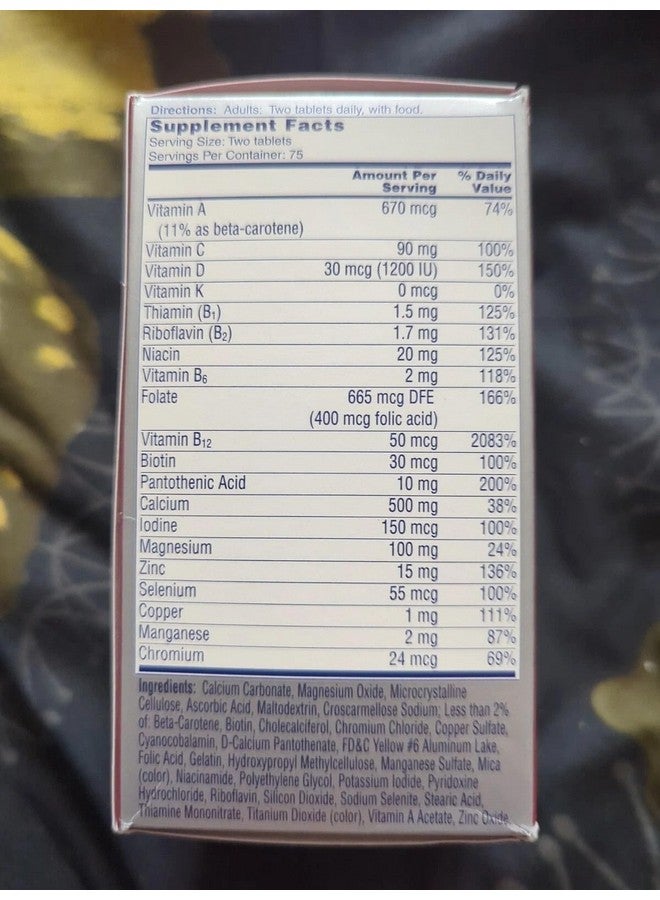 Directions: Adults: Two tablets daily, with food.
Supplement Facts
Serving Size: Two tablets
Servings Per Container: 75
Amount Per Serving % Daily Value
Vitamin A 670 mcg 74%
(11% as beta-carotene)
Vitamin C 90 mg 100%
Vitamin D 30 mcg (1200 IU) 150%
Vitamin K 0 mcg 0%
Thiamin (B₁) 1.5 mg 125%
Riboflavin (B₂) 1.7 mg 131%
Niacin 20 mg 125%
Vitamin B₆ 2 mg 118%
Folate 665 mcg DFE 166%
(400 mcg folic acid)
Vitamin B₁₂ 50 mcg 2083%
Biotin 30 mcg 100%
Pantothenic Acid 10 mg 200%
Calcium 500 mg 38%
Iodine 150 mcg 100%
Magnesium 100 mg 24%
Zinc 15 mg 136%
Selenium 55 mcg 100%
Copper 1 mg 111%
Manganese 2 mg 87%
Chromium 24 mcg 69%
Ingredients: Calcium Carbonate, Magnesium Oxide, Microcrystalline
Cellulose, Ascorbic Acid, Maltodextrin, Croscarmellose Sodium; Less than 2%
of: Beta-Carotene, Biotin, Cholecalciferol, Chromium Chloride, Copper Sulfate,
Cyanocobalamin, D-Calcium Pantothenate, FD&C Yellow #6 Aluminum Lake,
Folic Acid, Gelatin, Hydroxypropyl Methylcellulose, Manganese Sulfate, Mica
(color), Niacinamide, Polyethylene Glycol, Potassium Iodide, Pyridoxine
Hydrochloride, Riboflavin, Silicon Dioxide, Sodium Selenite, Stearic Acid,
Thiamine Mononitrate, Titanium Dioxide (color), Vitamin A Acetate, Zinc Oxide.